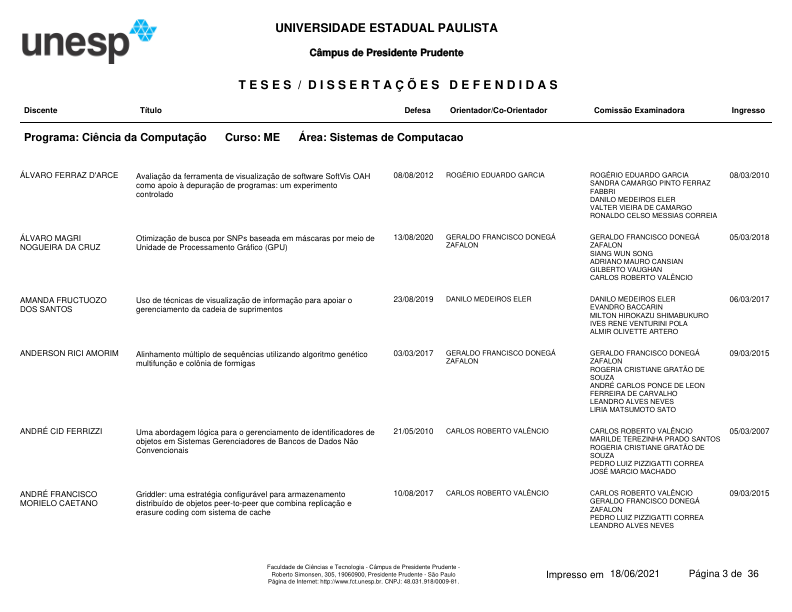 unesp
UNIVERSIDADE ESTADUAL PAULISTA
Câmpus de Presidente Prudente
TESES / DISSERTAÇÕES DEFENDIDAS
Discente Título Defesa Orientador/Co-Orientador Comissão Examinadora Ingresso
Programa: Ciência da Computação Curso: ME Área: Sistemas de Computacao
ÁLVARO FERRAZ D'ARCE Avaliação da ferramenta de visualização de software SoftVis OAH 08/08/2012 ROGÉRIO EDUARDO GARCIA ROGÉRIO EDUARDO GARCIA 08/03/2010
como apoio à depuração de programas: um experimento SANDRA CAMARGO PINTO FERRAZ
controlado FABBRI
DANILO MEDEIROS ELER
VALTER VIEIRA DE CAMARGO
RONALDO CELSO MESSIAS CORREIA
ÁLVARO MAGRI Otimização de busca por SNPs baseada em máscaras por meio de 13/08/2020 GERALDO FRANCISCO DONEGÁ GERALDO FRANCISCO DONEGÁ 05/03/2018
NOGUEIRA DA CRUZ Unidade de Processamento Gráfico (GPU) ZAFALON ZAFALON
SIANG WUN SONG
ADRIANO MAURO CANSIAN
GILBERTO VAUGHAN
CARLOS ROBERTO VALÊNCIO
AMANDA FRUCTUOZO Uso de técnicas de visualização de informação para apoiar o 23/08/2019 DANILO MEDEIROS ELER DANILO MEDEIROS ELER 06/03/2017
DOS SANTOS gerenciamento da cadeia de suprimentos EVANDRO BACCARIN
MILTON HIROKAZU SHIMABUKURO
IVES RENE VENTURINI POLA
ALMIR OLIVETTE ARTERO
ANDERSON RICI AMORIM Alinhamento múltiplo de sequências utilizando algoritmo genético 03/03/2017 GERALDO FRANCISCO DONEGÁ GERALDO FRANCISCO DONEGÁ 09/03/2015
multifunção e colônia de formigas ZAFALON ZAFALON
ROGERIA CRISTIANE GRATÃO DE
SOUZA
ANDRÉ CARLOS PONCE DE LEON
FERREIRA DE CARVALHO
LEANDRO ALVES NEVES
LIRIA MATSUMOTO SATO
ANDRÉ CID FERRIZZI Uma abordagem lógica para o gerenciamento de identificadores de 21/05/2010 CARLOS ROBERTO VALÊNCIO CARLOS ROBERTO VALÊNCIO 05/03/2007
objetos em Sistemas Gerenciadores de Bancos de Dados Não MARILDE TEREZINHA PRADO SANTOS
Convencionais ROGERIA CRISTIANE GRATÃO DE
SOUZA
PEDRO LUIZ PIZZIGATTI CORREA
JOSÉ MARCIO MACHADO
ANDRÉ FRANCISCO Griddler: uma estratégia configurável para armazenamento 10/08/2017 CARLOS ROBERTO VALÊNCIO CARLOS ROBERTO VALÊNCIO 09/03/2015
MORIELO CAETANO distribuído de objetos peer-to-peer que combina replicação e GERALDO FRANCISCO DONEGÁ
erasure coding com sistema de cache ZAFALON
PEDRO LUIZ PIZZIGATTI CORREA
LEANDRO ALVES NEVES
Faculdade de Ciências e Tecnologia - Câmpus de Presidente Prudente -
Roberto Simonsen, 305, 19060900, Presidente Prudente - São Paulo
Página de Internet: http://www.fct.unesp.br. CNPJ: 48.031.918/0009-81.
Impresso em 18/06/2021 Página 3 de 36